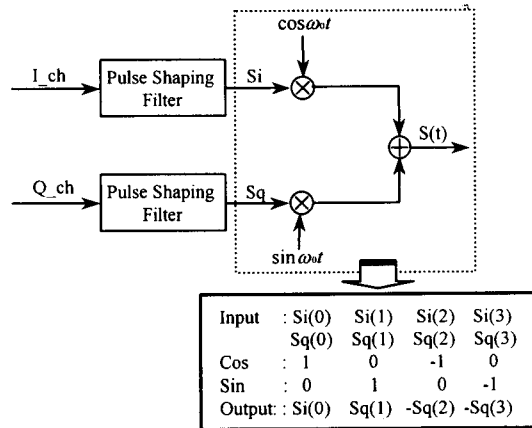 cosω₀t
I_ch
Pulse Shaping
Filter
Si
S(t)
Q_ch
Pulse Shaping
Filter
Sq
sinω₀t
Input : Si(0) Si(1) Si(2) Si(3)
Sq(0) Sq(1) Sq(2) Sq(3)
Cos : 1 0 -1 0
Sin : 0 1 0 -1
Output: : Si(0) Sq(1) -Sq(2) -Sq(3)